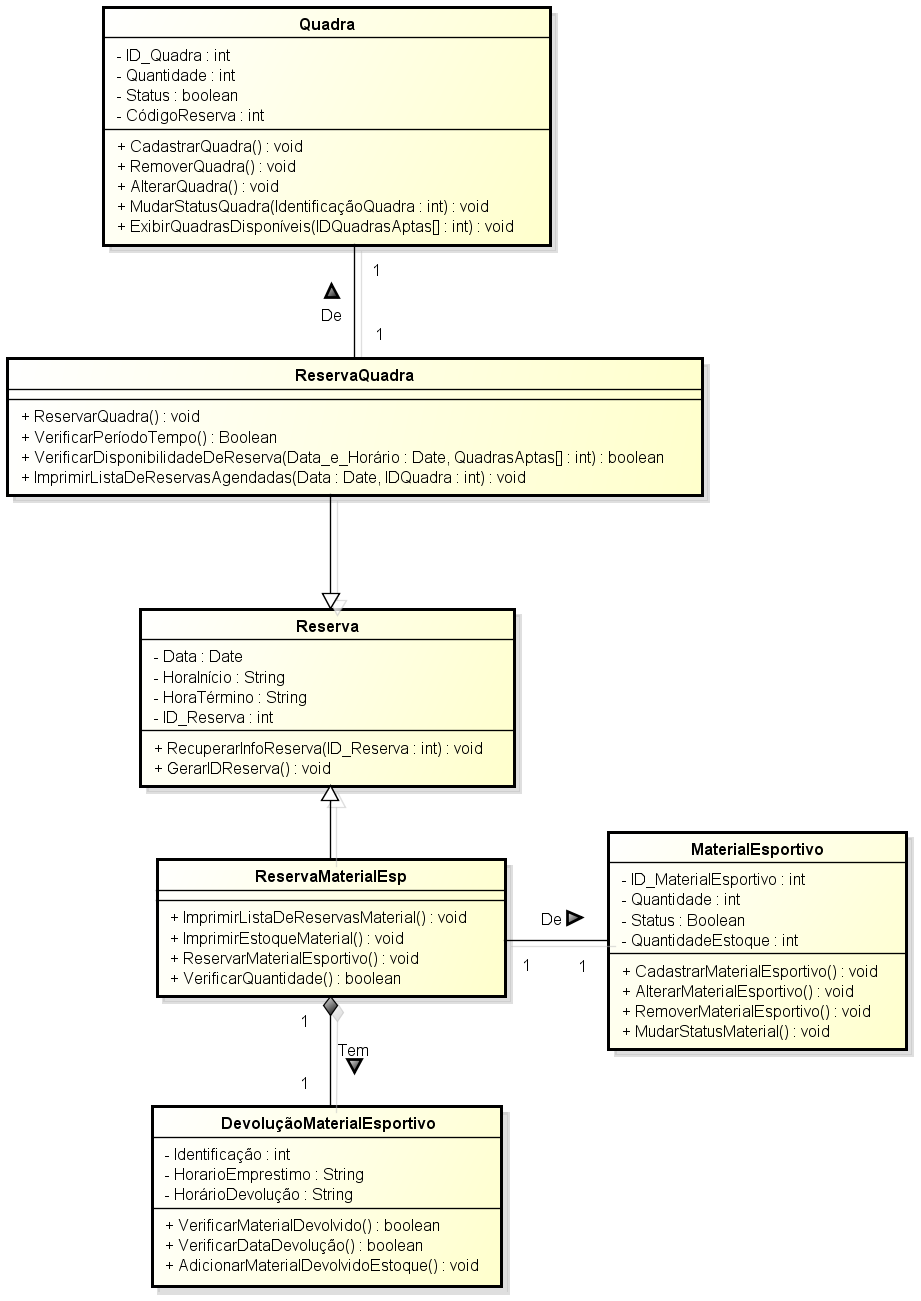 Quadra
- ID_Quadra : int
- Quantidade : int
- Status : boolean
- CódigoReserva : int
+ CadastrarQuadra() : void
+ RemoverQuadra() : void
+ AlterarQuadra() : void
+ MudarStatusQuadra(IdentificaçãoQuadra : int) : void
+ ExibirQuadrasDisponíveis(IDQuadrasAptas[] : int) : void
1
De
1
ReservaQuadra
+ ReservarQuadra() : void
+ VerificarPeríodoTempo() : Boolean
+ VerificarDisponibilidadeDeReserva(Data_e_Horário : Date, QuadrasAptas[] : int) : boolean
+ ImprimirListaDeReservasAgendadas(Data : Date, IDQuadra : int) : void
Reserva
- Data : Date
- HoraInício : String
- HoraTérmino : String
- ID_Reserva : int
+ RecuperarInfoReserva(ID_Reserva : int) : void
+ GerarIDReserva() : void
ReservaMaterialEsp
+ ImprimirListaDeReservasMaterial() : void
+ ImprimirEstoqueMaterial() : void
+ ReservarMaterialEsportivo() : void
+ VerificarQuantidade() : boolean
De
1 1
MaterialEsportivo
- ID_MaterialEsportivo : int
- Quantidade : int
- Status : Boolean
- QuantidadeEstoque : int
+ CadastrarMaterialEsportivo() : void
+ AlterarMaterialEsportivo() : void
+ RemoverMaterialEsportivo() : void
+ MudarStatusMaterial() : void
1
Tem
1
DevoluçãoMaterialEsportivo
- Identificação : int
- HorarioEmprestimo : String
- HorárioDevolução : String
+ VerificarMaterialDevolvido() : boolean
+ VerificarDataDevolução() : boolean
+ AdicionarMaterialDevolvidoEstoque() : void